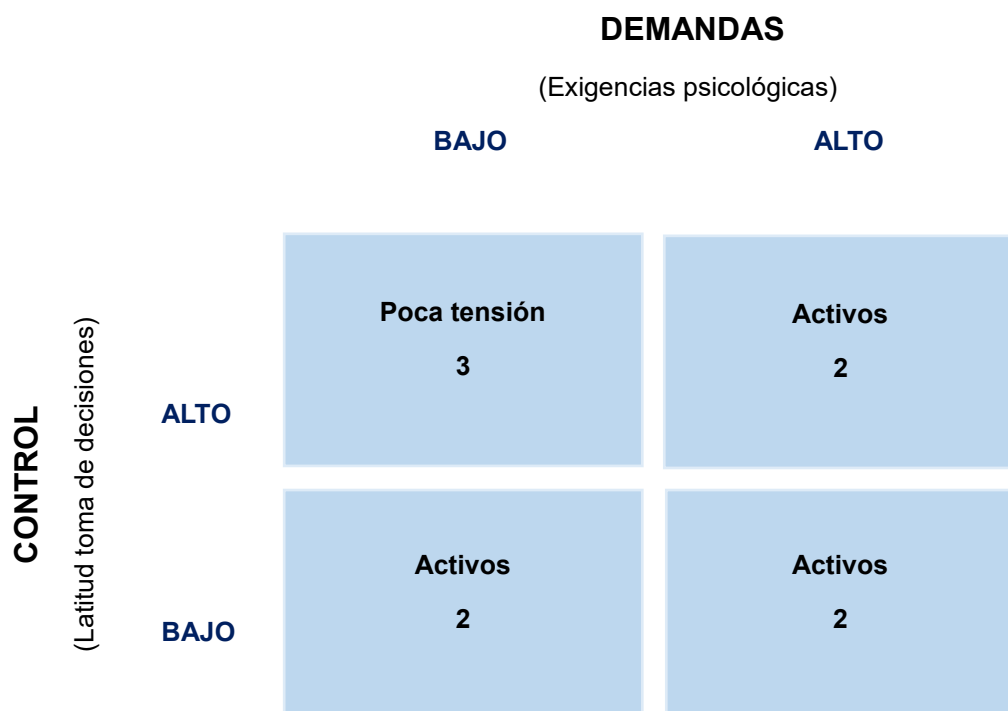 DEMANDAS
(Exigencias psicológicas)
BAJO
ALTO
CONTROL
(Latitud toma de decisiones)
ALTO
Poca tensión
3
Activos
2
BAJO
Activos
2
Activos
2